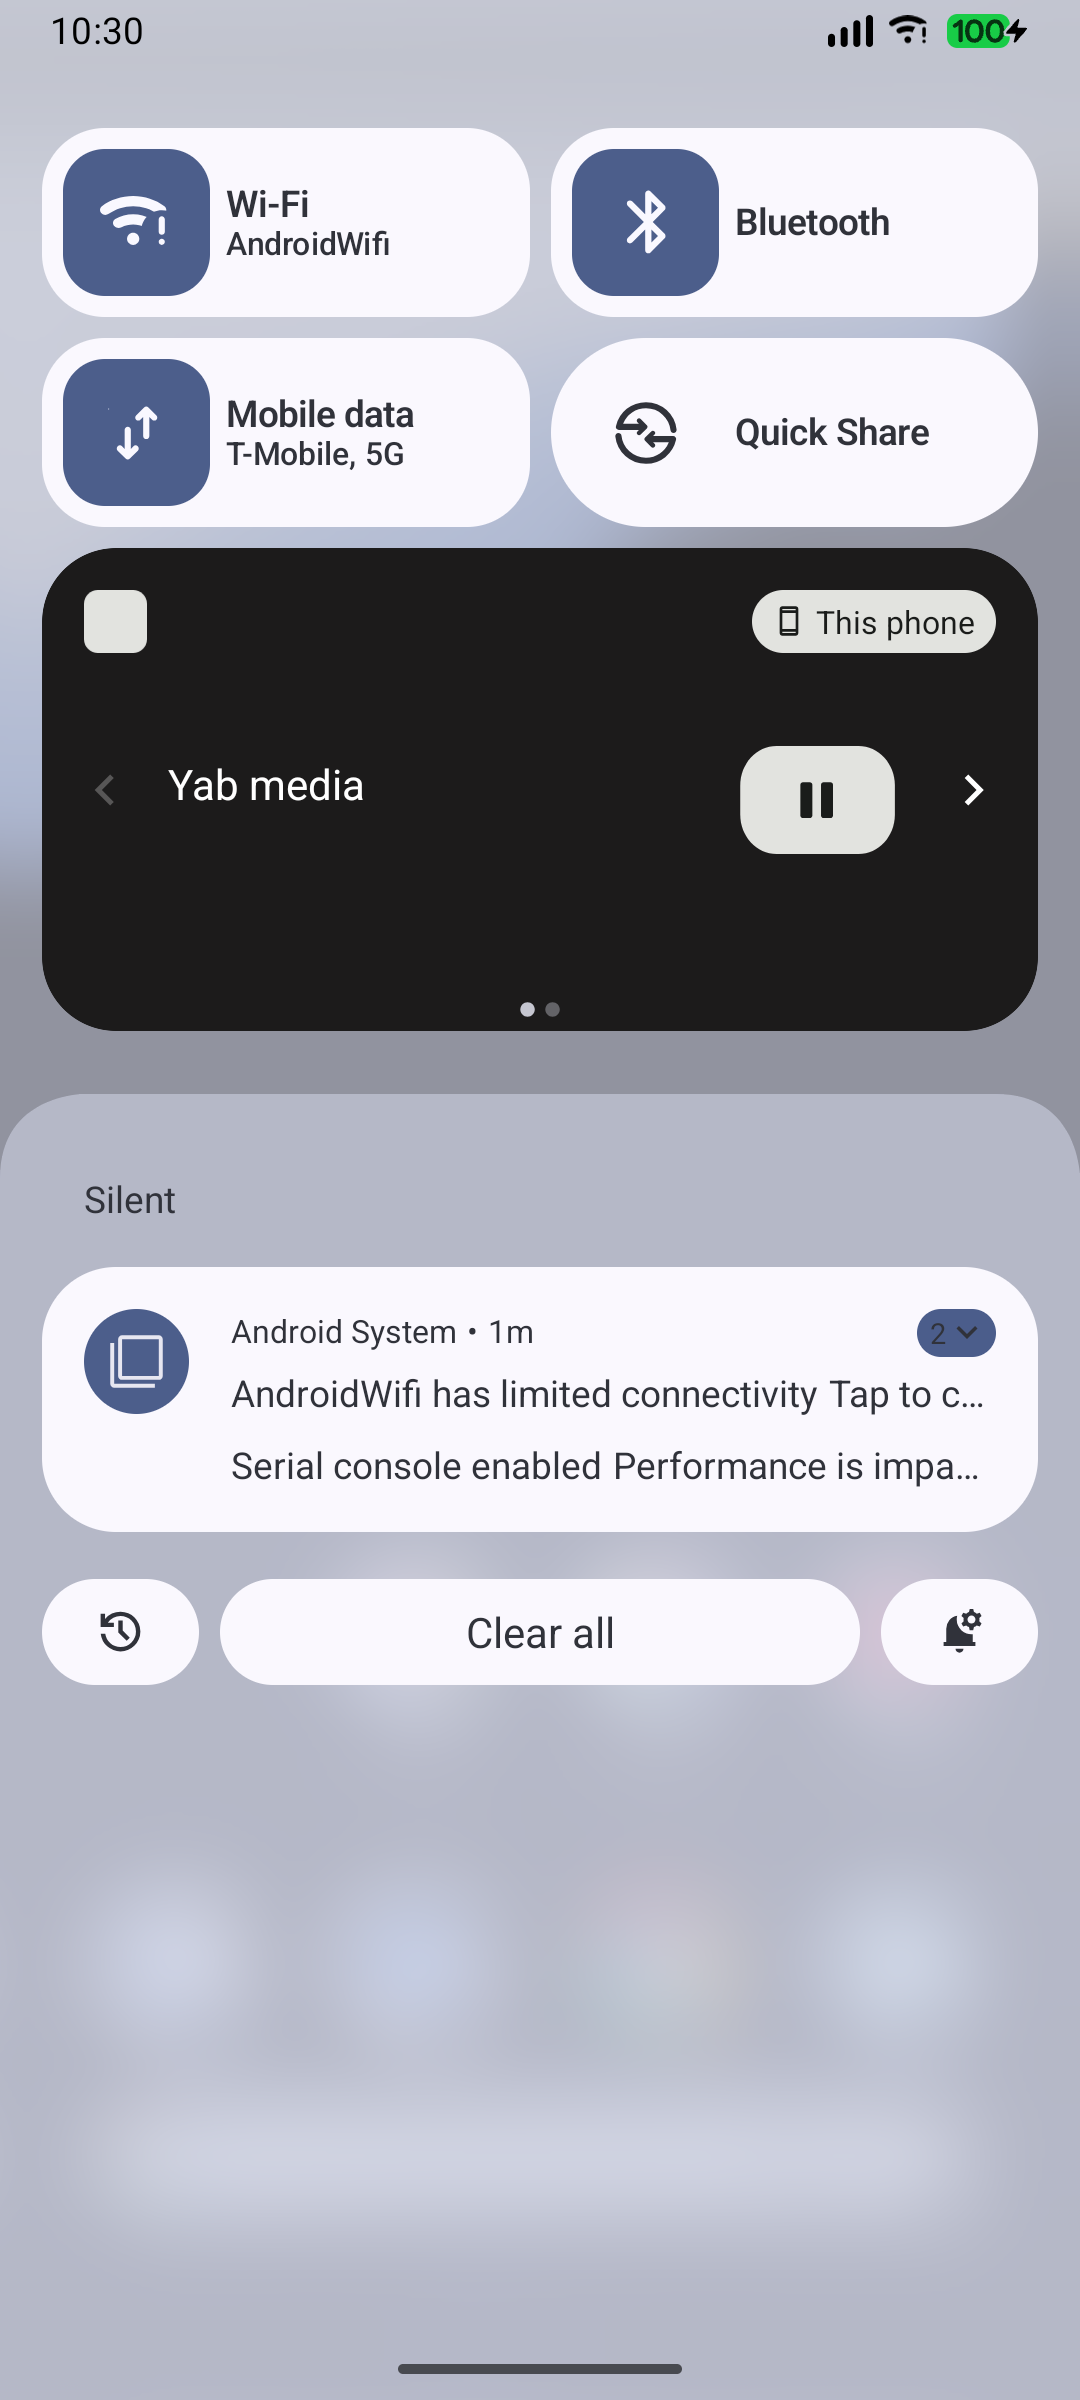 10:30
100
Wi-Fi
AndroidWifi
Bluetooth
Mobile data
T-Mobile, 5G
Quick Share
This phone
Yab media
Silent
Android System • 1m
2
AndroidWifi has limited connectivity Tap to c…
Serial console enabled Performance is impa…
Clear all